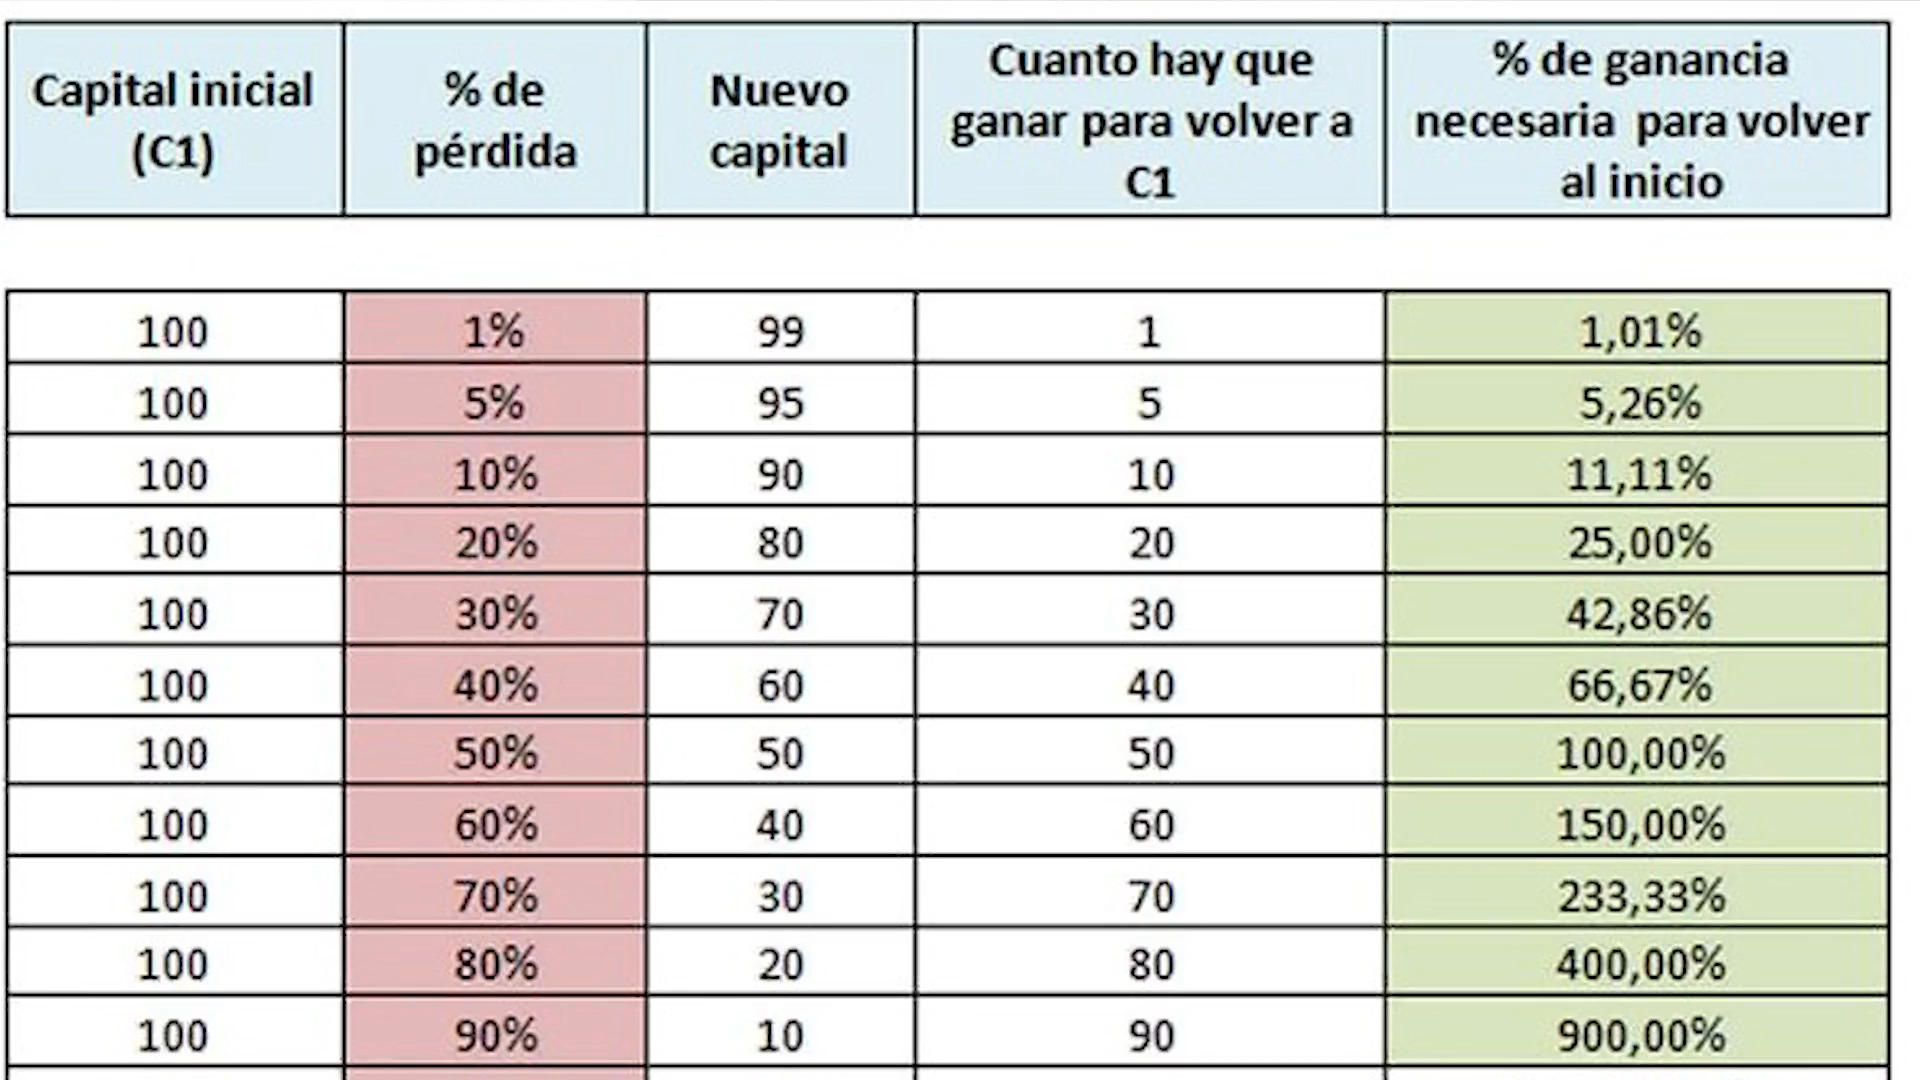 Capital inicial (C1) % de pérdida Nuevo capital Cuanto hay que ganar para volver a C1 % de ganancia necesaria para volver al inicio
100 1% 99 1 1,01%
100 5% 95 5 5,26%
100 10% 90 10 11,11%
100 20% 80 20 25,00%
100 30% 70 30 42,86%
100 40% 60 40 66,67%
100 50% 50 50 100,00%
100 60% 40 60 150,00%
100 70% 30 70 233,33%
100 80% 20 80 400,00%
100 90% 10 90 900,00%